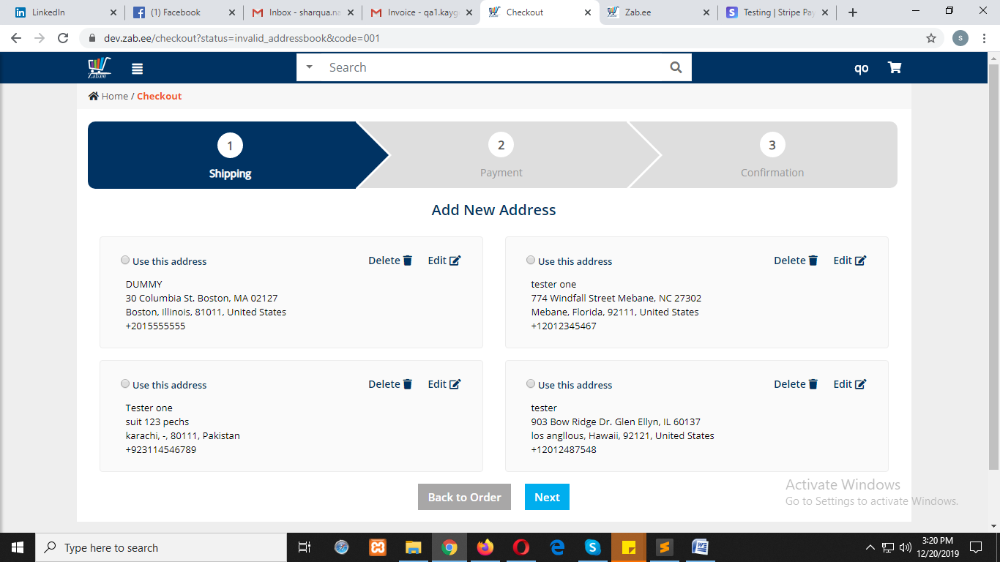 LinkedIn
(1) Facebook
Inbox - sharqua.na
Invoice - qa1.kayg
Checkout
Zab.ee
Testing | Stripe Pay
S
dev.zab.ee/checkout?status=invalid_addressbook&code=001
s
Zab.ee
Search
qo
Home / Checkout
1
Shipping
2
Payment
3
Confirmation
Add New Address
Use this address
Delete
Edit
DUMMY
30 Columbia St. Boston, MA 02127
Boston, Illinois, 81011, United States
+2015555555
Use this address
Delete
Edit
tester one
774 Windfall Street Mebane, NC 27302
Mebane, Florida, 92111, United States
+12012345467
Use this address
Delete
Edit
Tester one
suit 123 pechs
karachi, -, 80111, Pakistan
+923114546789
Use this address
Delete
Edit
tester
903 Bow Ridge Dr. Glen Ellyn, IL 60137
los angllous, Hawaii, 92121, United States
+12012487548
Back to Order
Next
Activate Windows
Go to Settings to activate Windows.
Type here to search
3:20 PM
12/20/2019